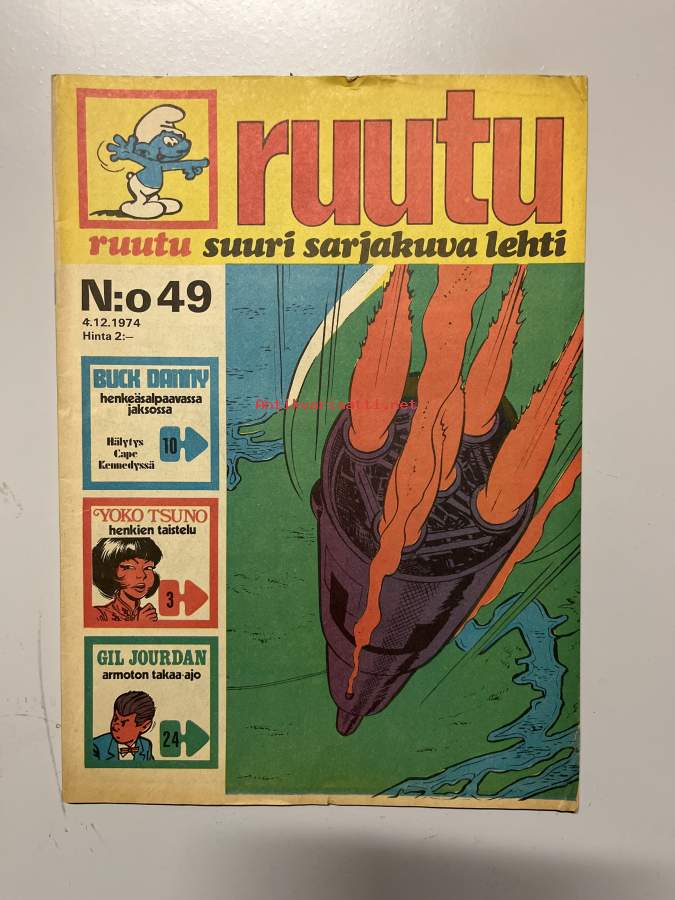 ruutu
ruutu suuri sarjakuva lehti
N:o 49
4.12.1974
Hinta 2:-
BUCK DANNY
henkeäsalpaavassa
jaksossa
Hälytys
Cape
Kennedyssä
10
YOKO TSUNO
henkien taistelu
3
GIL JOURDAN
armoton takaa-ajo
24
Antikvariaatti.net